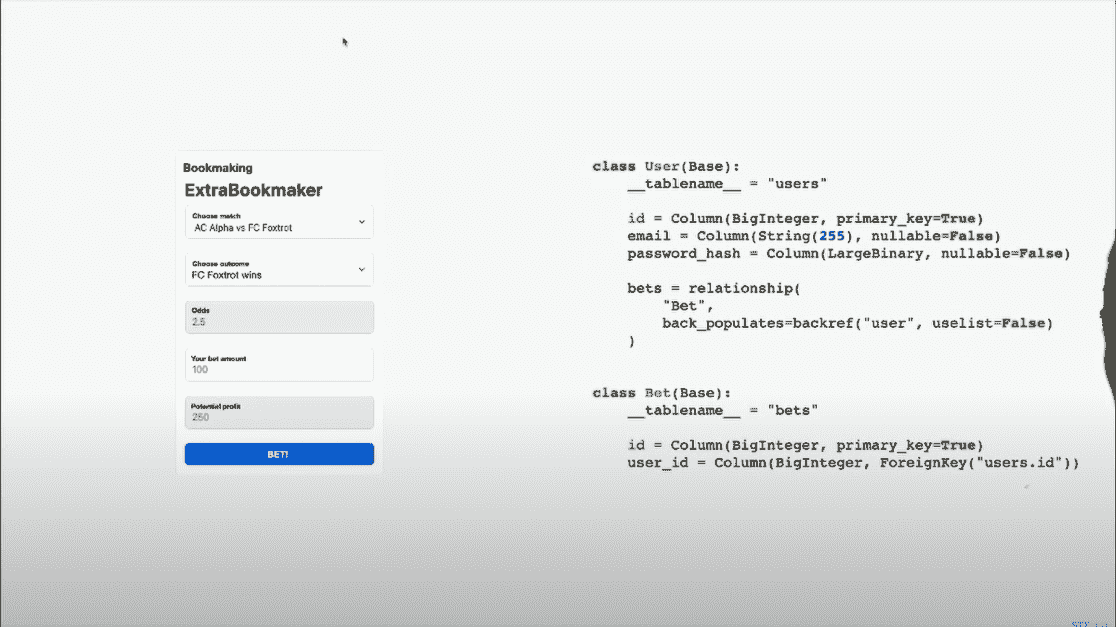 Bookmaking
ExtraBookmaker
Choose match
AC Alpha vs FC Foxtrot
Choose outcome
FC Foxtrot wins
Odds
2.5
Your bet amount
100
Potential profit
250
BET!
class User(Base):
__tablename__ = "users"
id = Column(BigInteger, primary_key=True)
email = Column(String(255), nullable=False)
password_hash = Column(LargeBinary, nullable=False)
bets = relationship(
"Bet",
back_populates=backref("user", uselist=False)
)
class Bet(Base):
__tablename__ = "bets"
id = Column(BigInteger, primary_key=True)
user_id = Column(BigInteger, ForeignKey("users.id"))